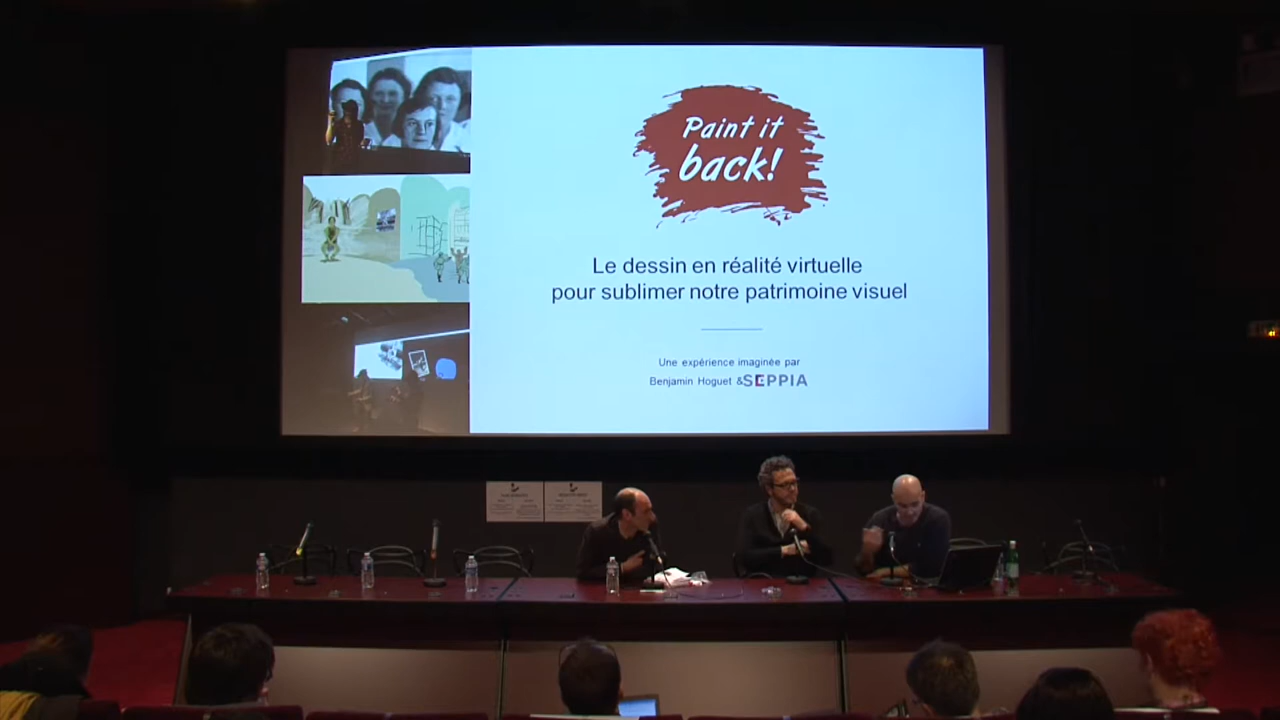 Paint it
back!
Le dessin en réalité virtuelle
pour sublimer notre patrimoine visuel
Une expérience imaginée par
Benjamin Hoguet & SEPPIA